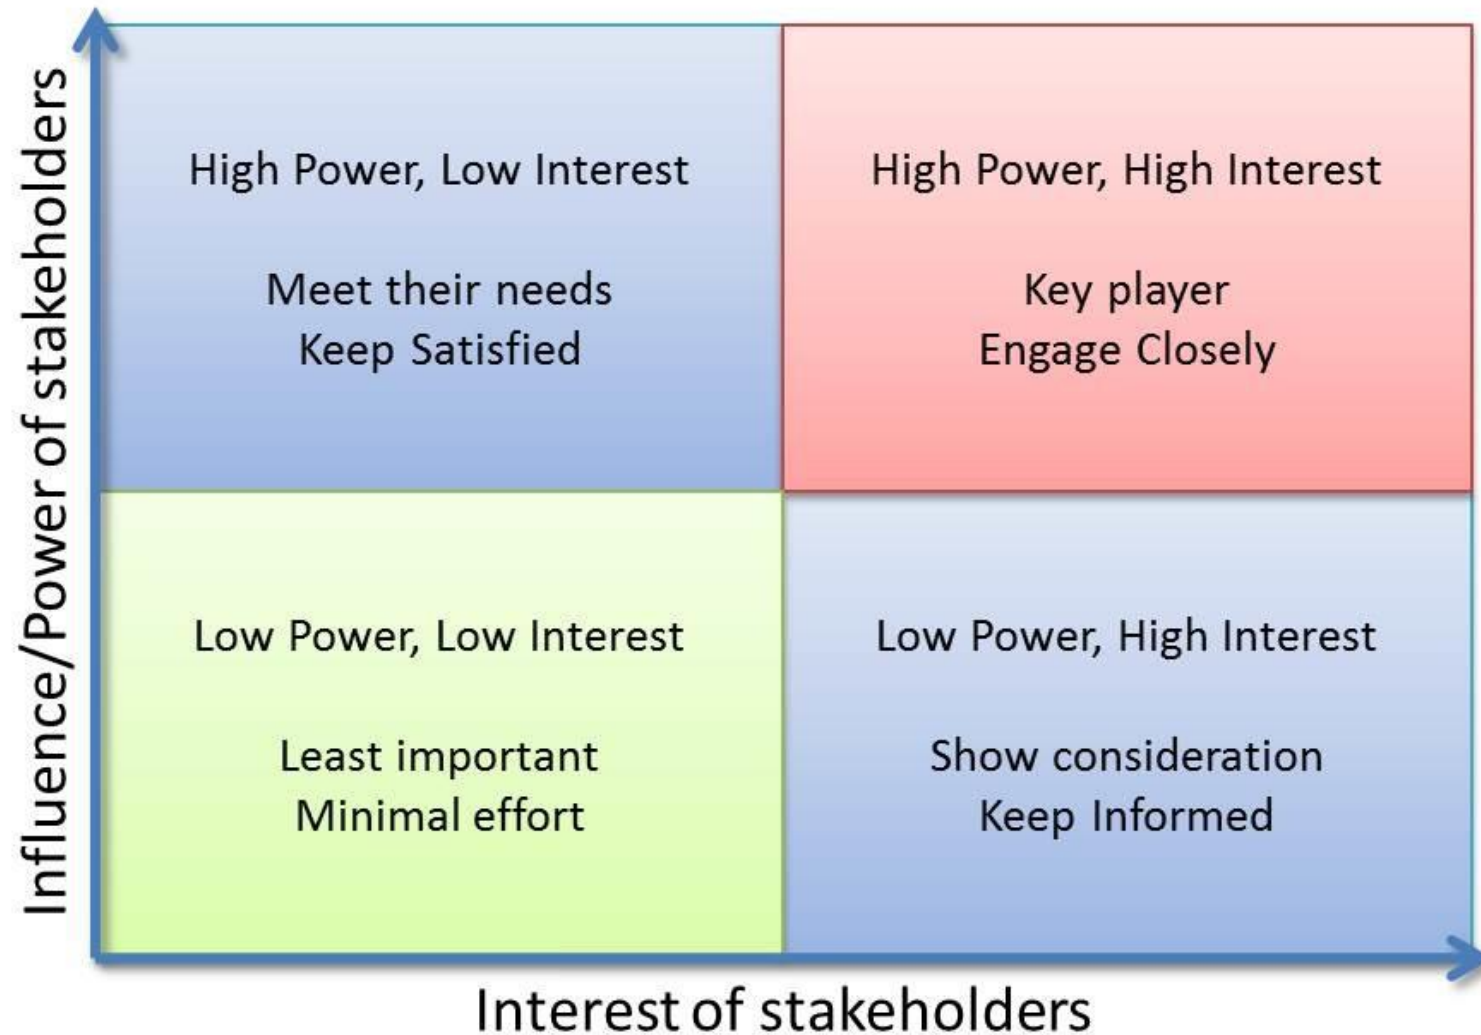 Influence/Power of stakeholders
High Power, Low Interest
Meet their needs
Keep Satisfied
High Power, High Interest
Key player
Engage Closely
Low Power, Low Interest
Least important
Minimal effort
Low Power, High Interest
Show consideration
Keep Informed
Interest of stakeholders